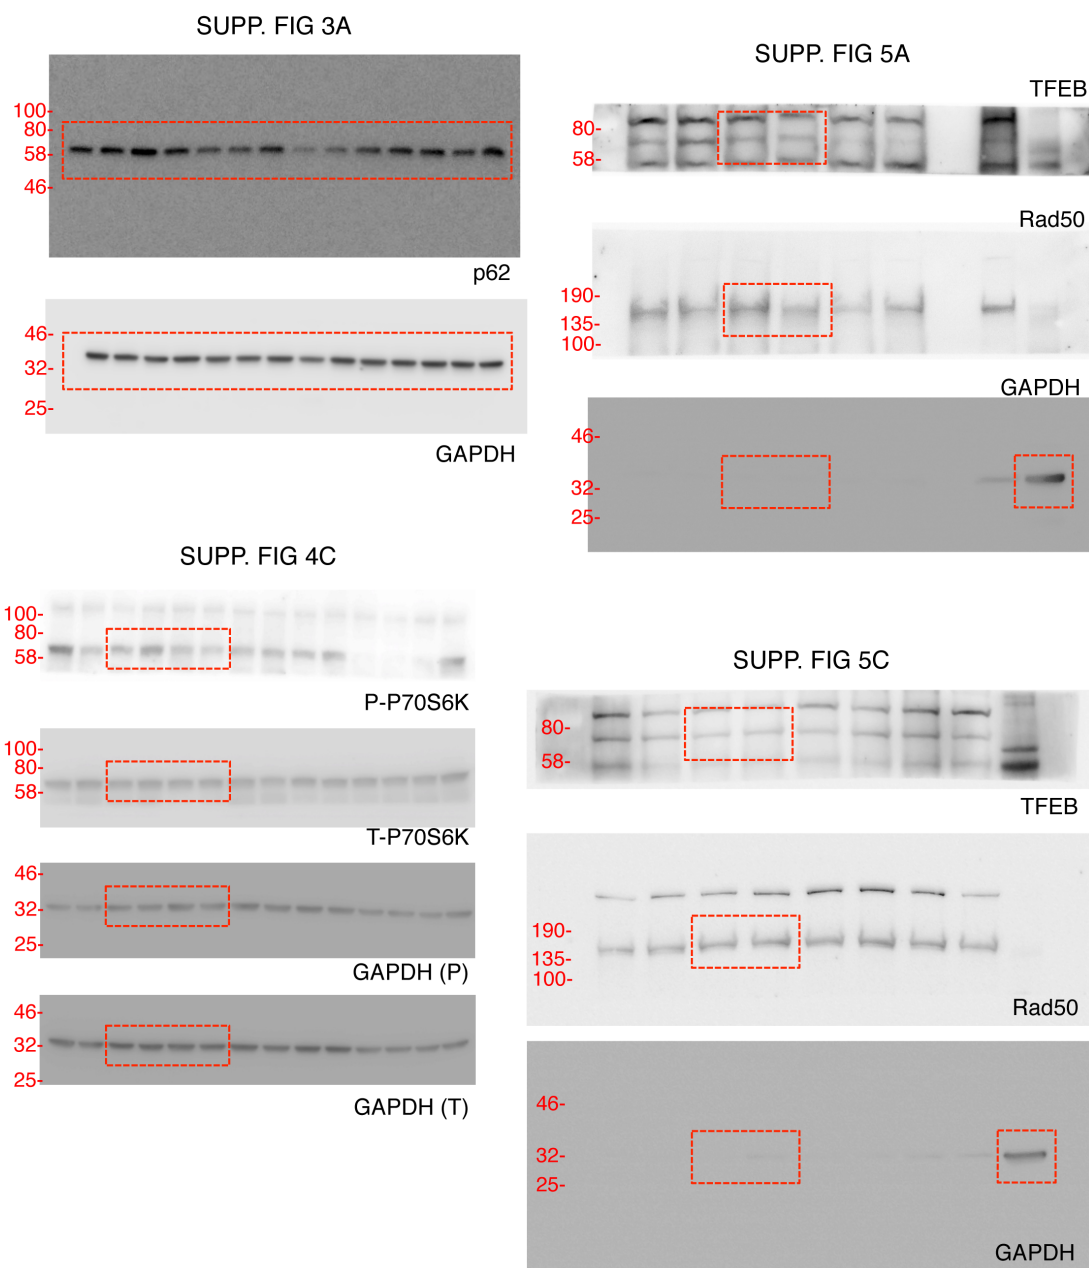 SUPP. FIG 3A
100-
80-
58-
46-
p62
46-
32-
25-
GAPDH
SUPP. FIG 5A
TFEB
80-
58-
Rad50
190-
135-
100-
GAPDH
46-
32-
25-
SUPP. FIG 4C
100-
80-
58-
P-P70S6K
100-
80-
58-
T-P70S6K
46-
32-
25-
GAPDH (P)
46-
32-
25-
GAPDH (T)
SUPP. FIG 5C
80-
58-
TFEB
190-
135-
100-
Rad50
46-
32-
25-
GAPDH